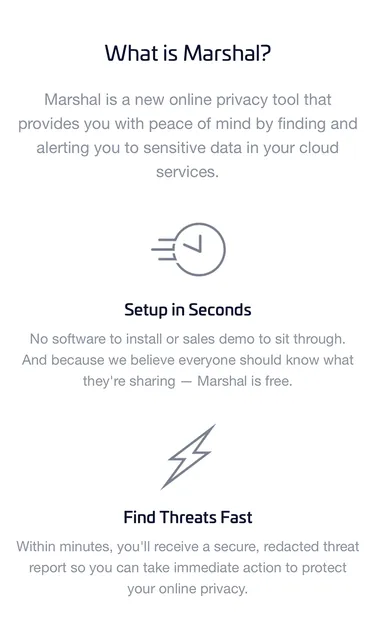 What is Marshal?
Marshal is a new online privacy tool that
provides you with peace of mind by finding and
alerting you to sensitive data in your cloud
services.
Setup in Seconds
No software to install or sales demo to sit through.
And because we believe everyone should know what
they're sharing — Marshal is free.
Find Threats Fast
Within minutes, you'll receive a secure, redacted threat
report so you can take immediate action to protect
your online privacy.